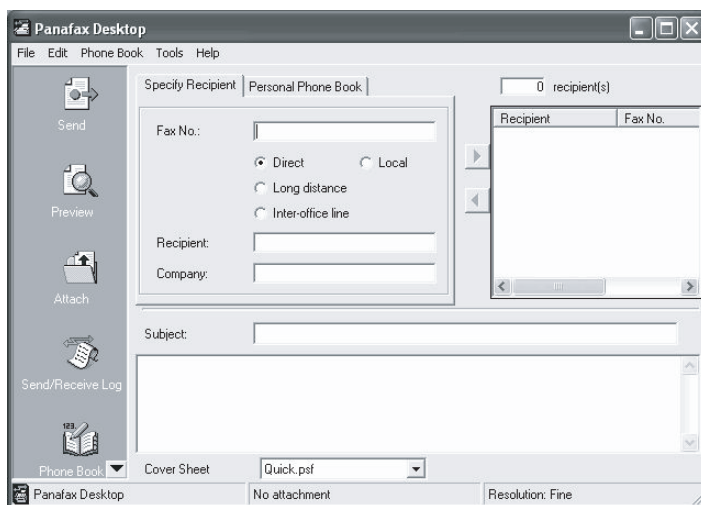 Panafax Desktop
File Edit Phone Book Tools Help
Send
Preview
Attach
Send/Receive Log
123.
Phone Book
Specify Recipient Personal Phone Book
Fax No.:
Direct Local
Long distance
Inter-office line
Recipient:
Company:
0 recipient(s)
Recipient Fax No.
Subject:
Cover Sheet Quick.psf
Panafax Desktop No attachment Resolution: Fine